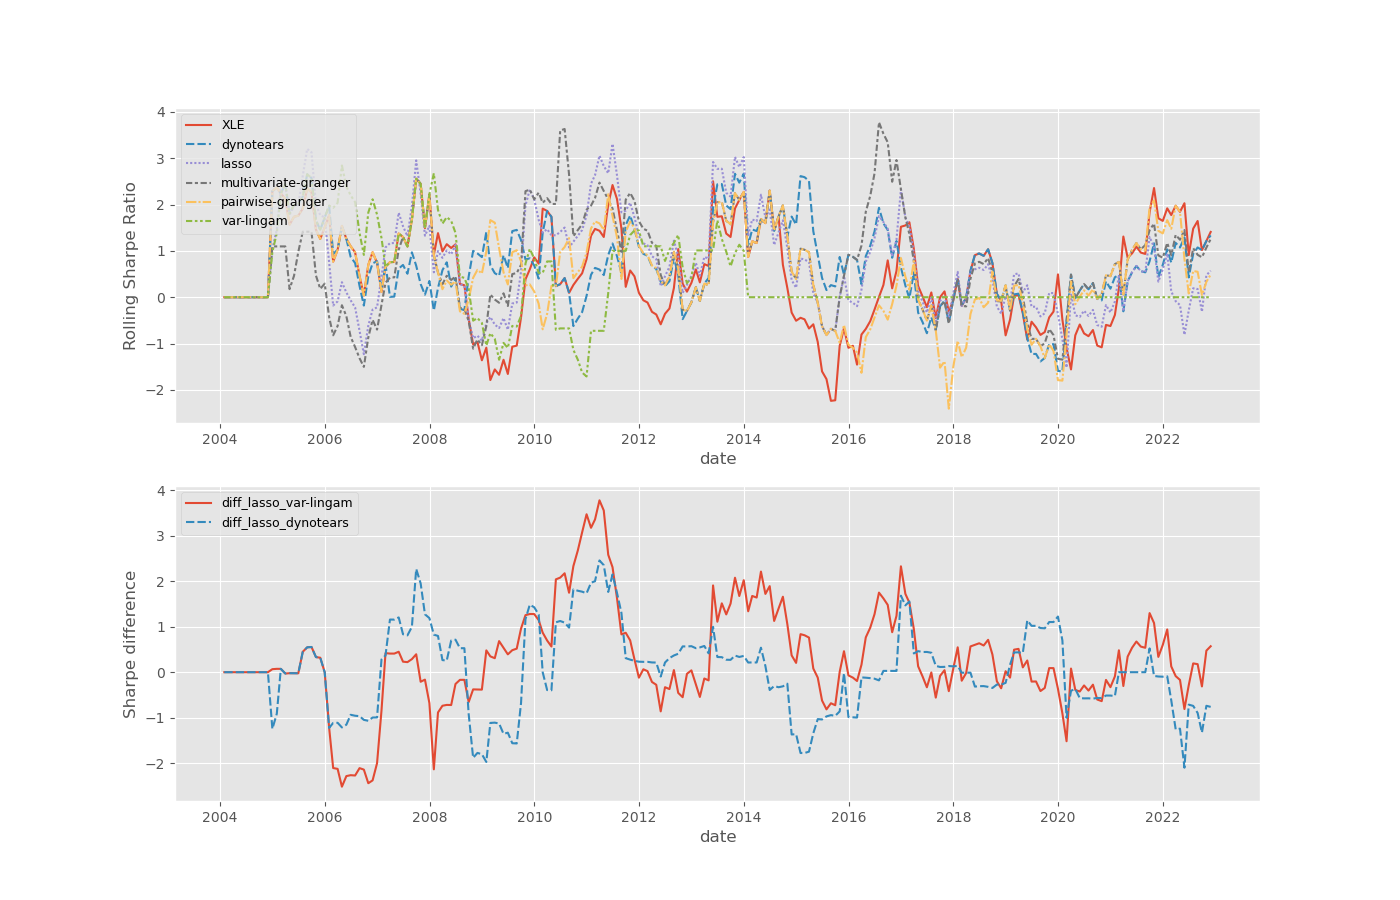 Rolling Sharpe Ratio
4
3
2
1
0
−1
−2
XLE
dynotears
lasso
multivariate-granger
pairwise-granger
var-lingam
2004 2006 2008 2010 2012 2014 2016 2018 2020 2022
date
Sharpe difference
4
3
2
1
0
−1
−2
diff_lasso_var-lingam
diff_lasso_dynotears
2004 2006 2008 2010 2012 2014 2016 2018 2020 2022
date